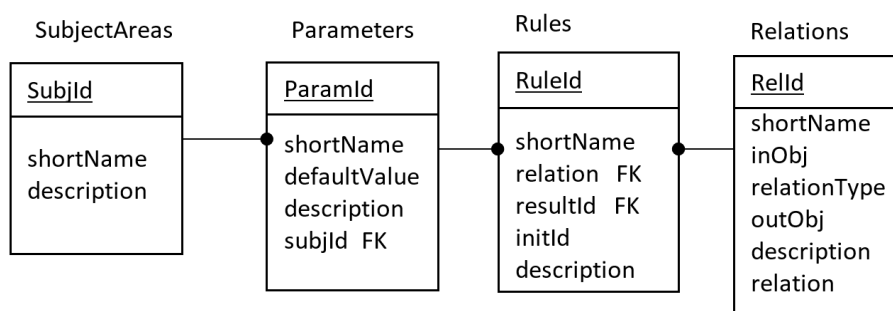 SubjectAreas
SubjId
shortName
description
Parameters
ParamId
shortName
defaultValue
description
subjId FK
Rules
RuleId
shortName
relation FK
resultId FK
initId
description
Relations
RelId
shortName
inObj
relationType
outObj
description
relation